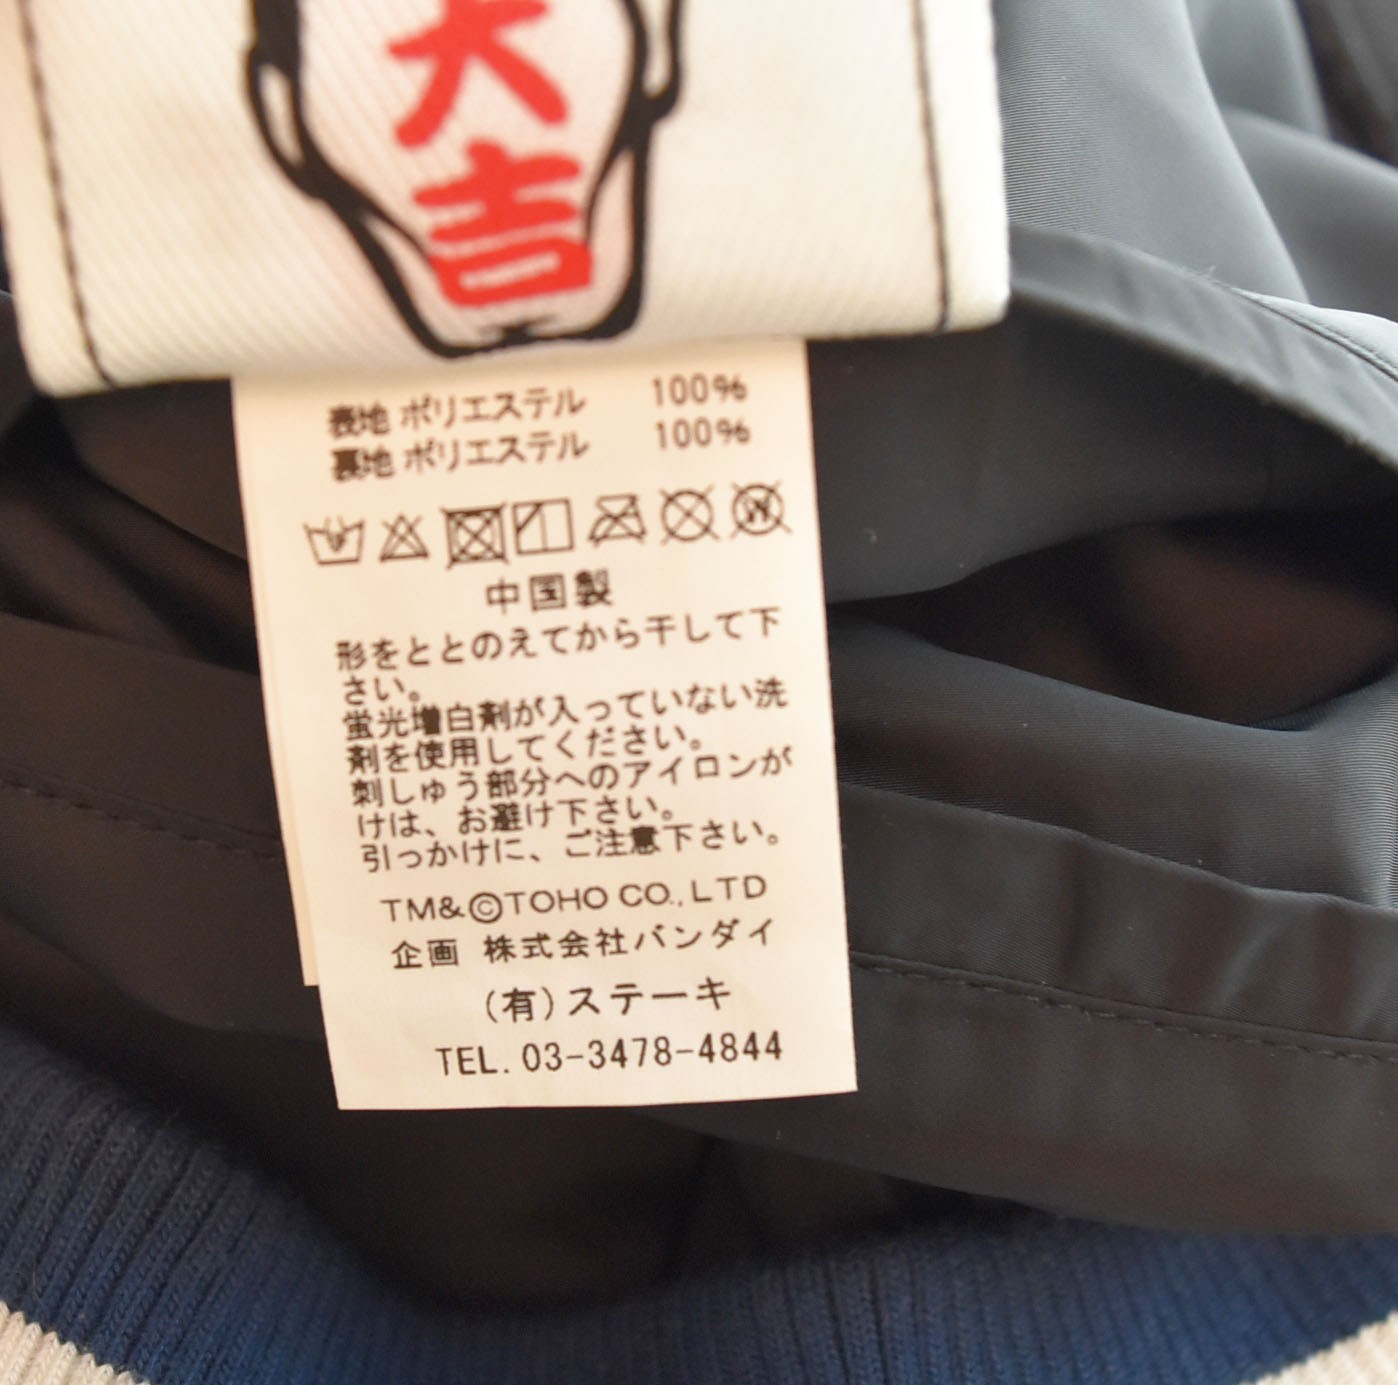 大
吉
表地 ポリエステル 100%
裏地 ポリエステル 100%
中国製
形をととのえてから干して下
さい。
蛍光増白剤が入っていない洗
剤を使用してください。
刺しゅう部分へのアイロンが
けは、お避け下さい。
引っかけに、ご注意下さい。
TM&©TOHO CO.,LTD
企画 株式会社バンダイ
(有)ステーキ
TEL. 03-3478-4844